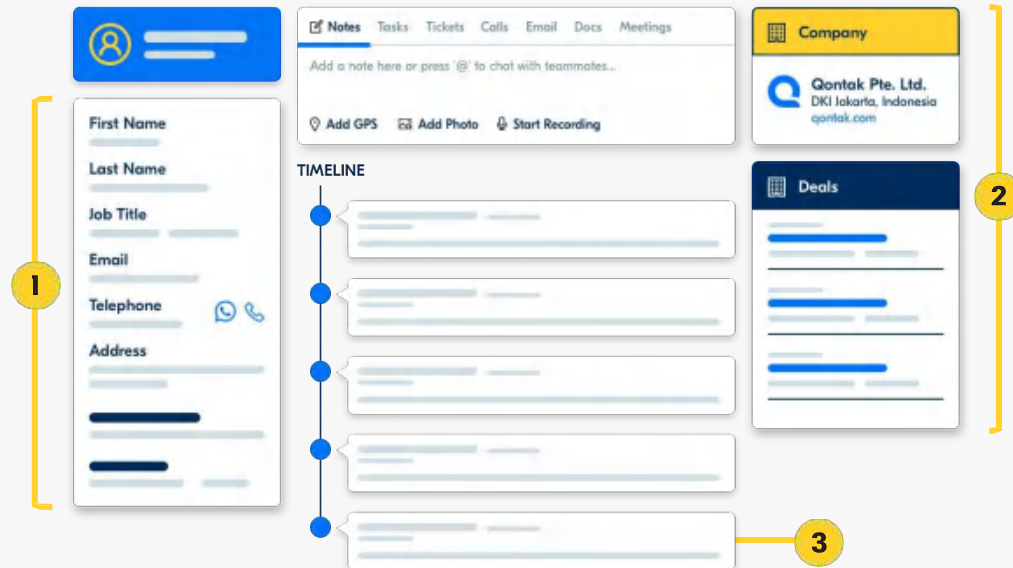 Notes Tasks Tickets Calls Email Docs Meetings
Add a note here or press '@' to chat with teammates...
Add GPS Add Photo Start Recording
First Name
Last Name
Job Title
Email
Telephone
Address
1
TIMELINE
3
Company
Qontak Pte. Ltd.
DKI Jakarta, Indonesia
qontak.com
Deals
2